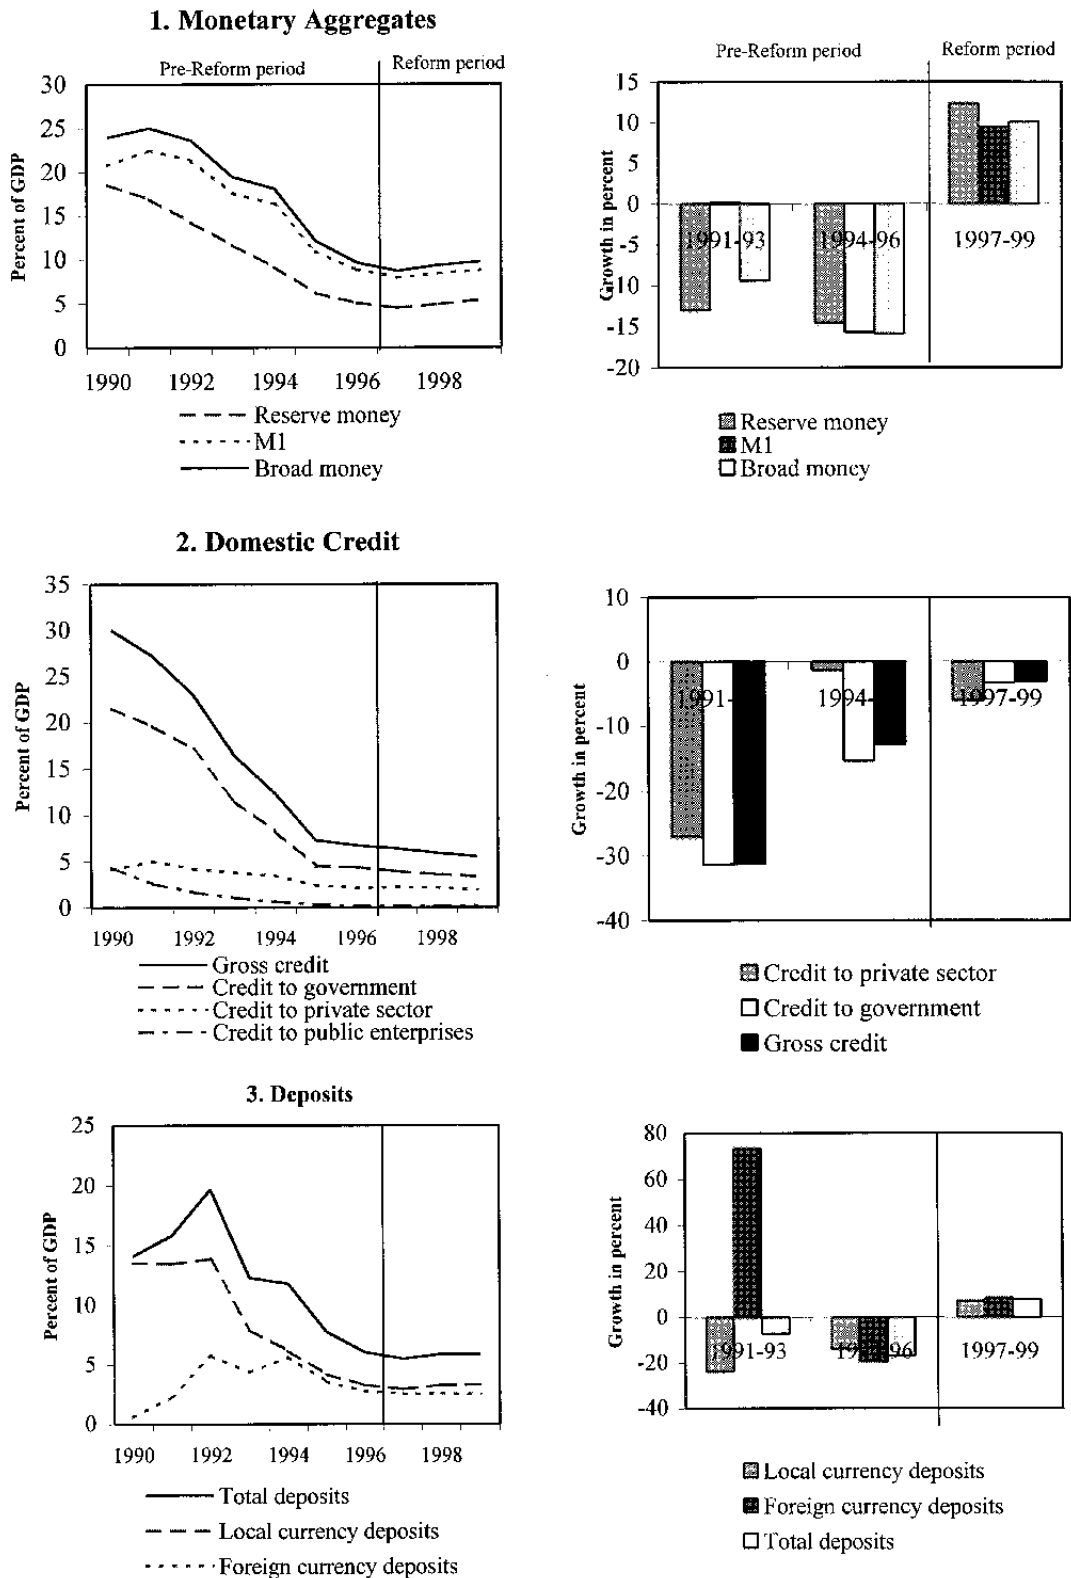 1. Monetary Aggregates
Pre-Reform period
Reform period
Percent of GDP
30
25
20
15
10
5
0
1990 1992 1994 1996 1998
Reserve money
M1
Broad money
Pre-Reform period
Reform period
Growth in percent
15
10
5
0
-5
-10
-15
-20
1991-93 1994-96 1997-99
Reserve money
M1
Broad money
2. Domestic Credit
Percent of GDP
35
30
25
20
15
10
5
0
1990 1992 1994 1996 1998
Gross credit
Credit to government
Credit to private sector
Credit to public enterprises
Growth in percent
10
0
-10
-20
-30
-40
1991- 1994- 1997-99
Credit to private sector
Credit to government
Gross credit
3. Deposits
Percent of GDP
25
20
15
10
5
0
1990 1992 1994 1996 1998
Total deposits
Local currency deposits
Foreign currency deposits
Growth in percent
80
60
40
20
0
-20
-40
1991-93 1997-99
Local currency deposits
Foreign currency deposits
Total deposits